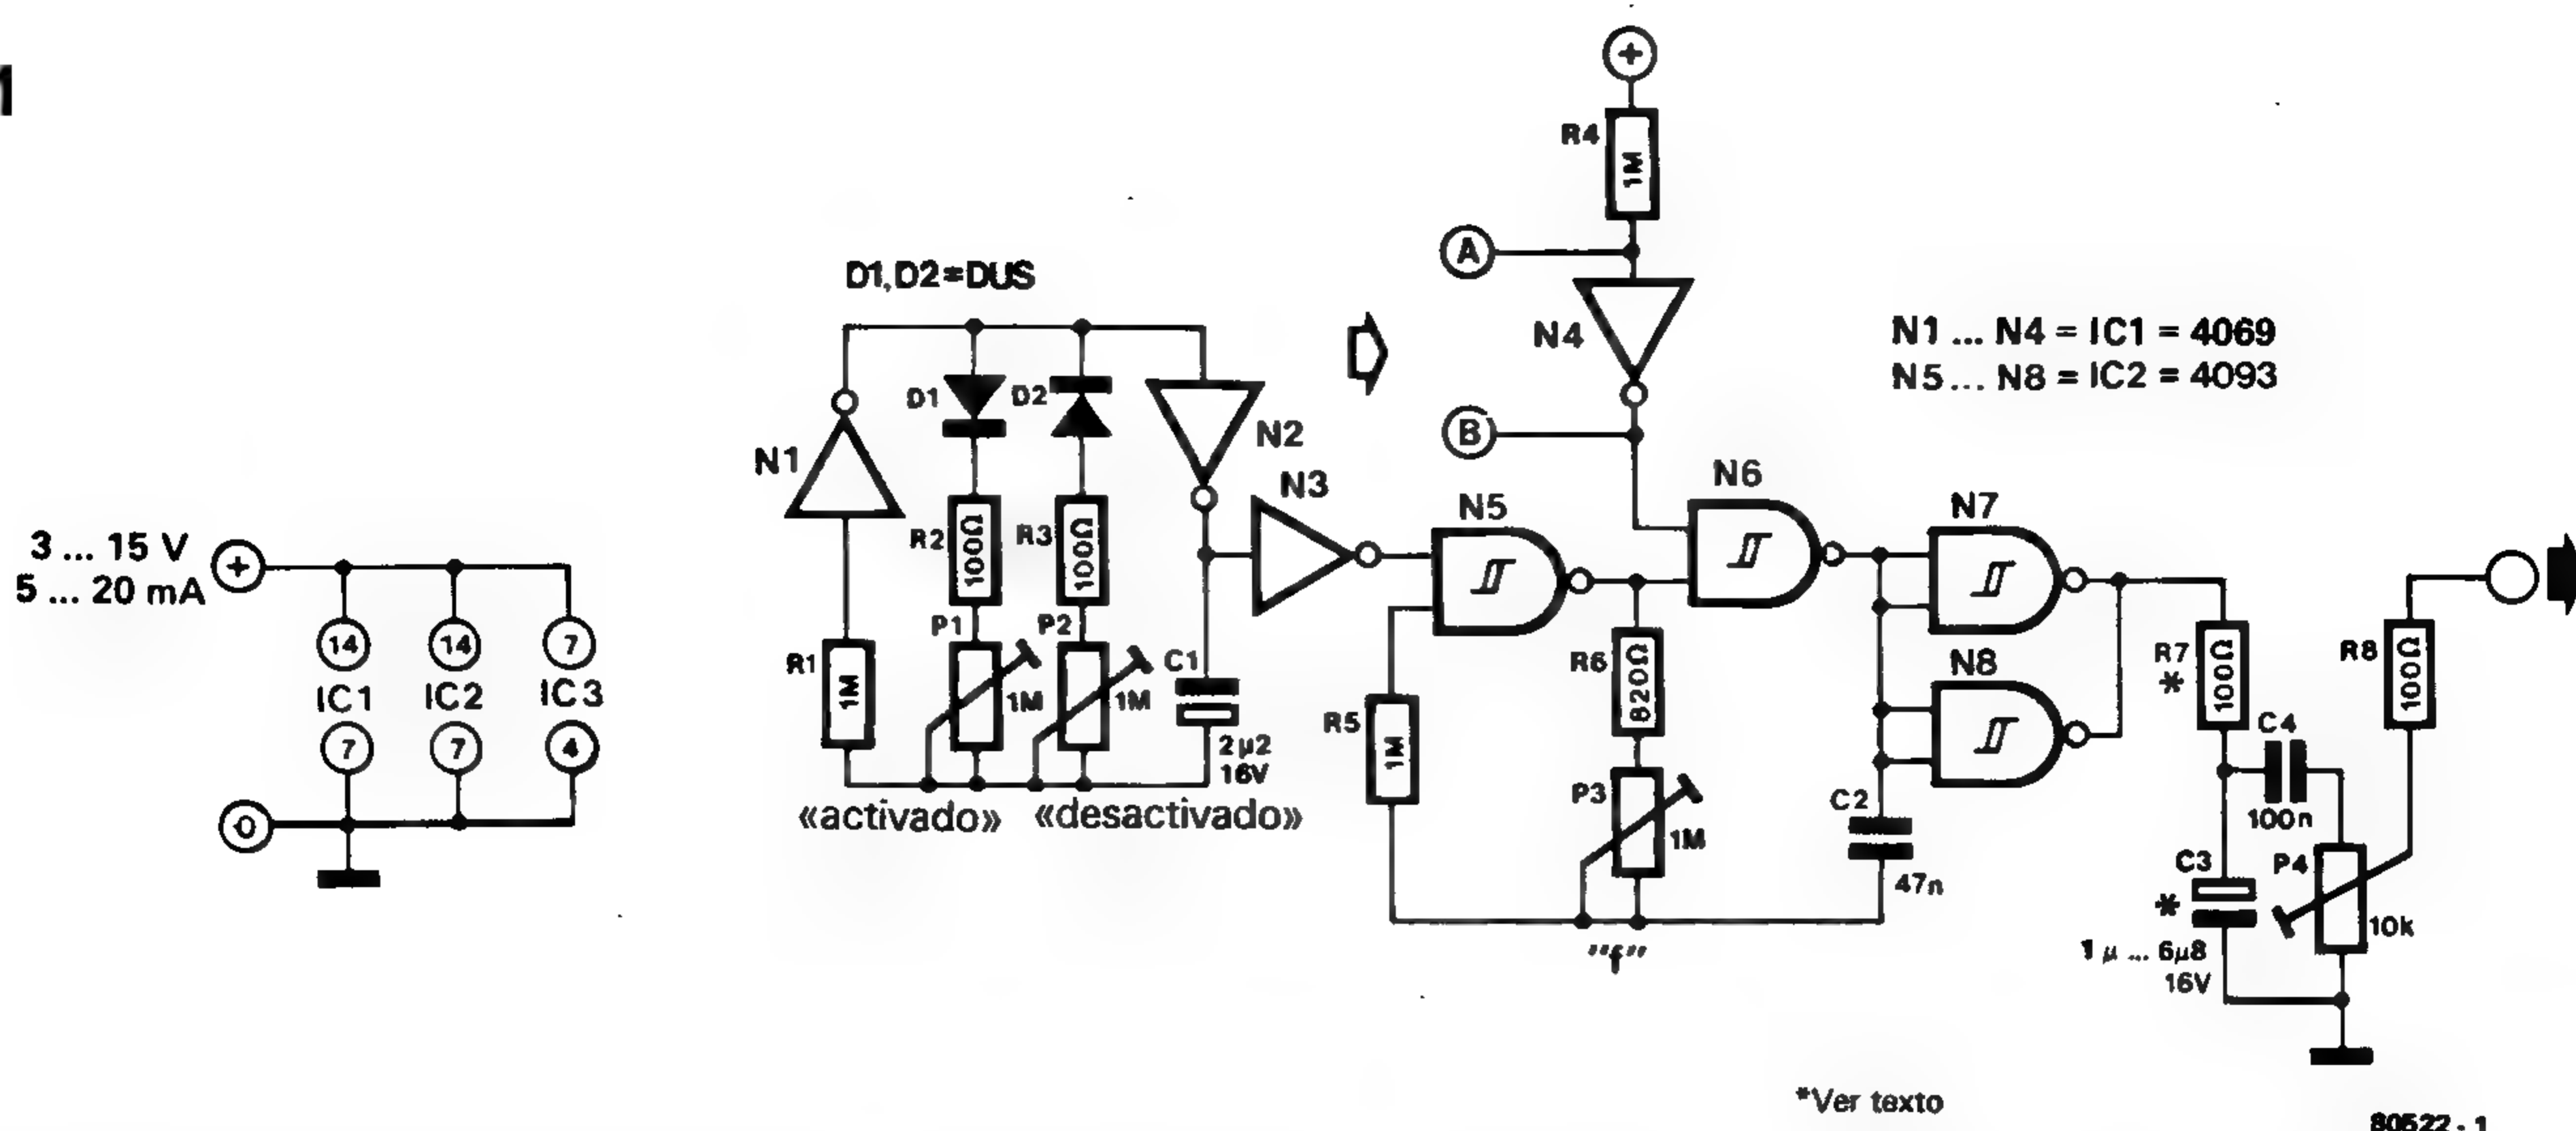 1
+
R4
1M
A
D1,D2=DUS
N4
N1 ... N4 = IC1 = 4069
N5 ... N8 = IC2 = 4093
D1
D2
B
N2
N1
N3
N6
N5
N7
3 ... 15 V
5 ... 20 mA
+
R2
100Ω
R3
100Ω
14
14
7
IC1
IC2
IC3
7
7
4
0
P1
P2
R1
1M
1M
1M
C1
2µ2
16V
R5
1M
R6
820Ω
N8
R7
*
100Ω
R8
100Ω
P3
1M
C2
47n
C4
100n
C3
*
1 µ ... 6µ8
16V
P4
10k
«activado» «desactivado»
"f"
*Ver texto
80522 - 1